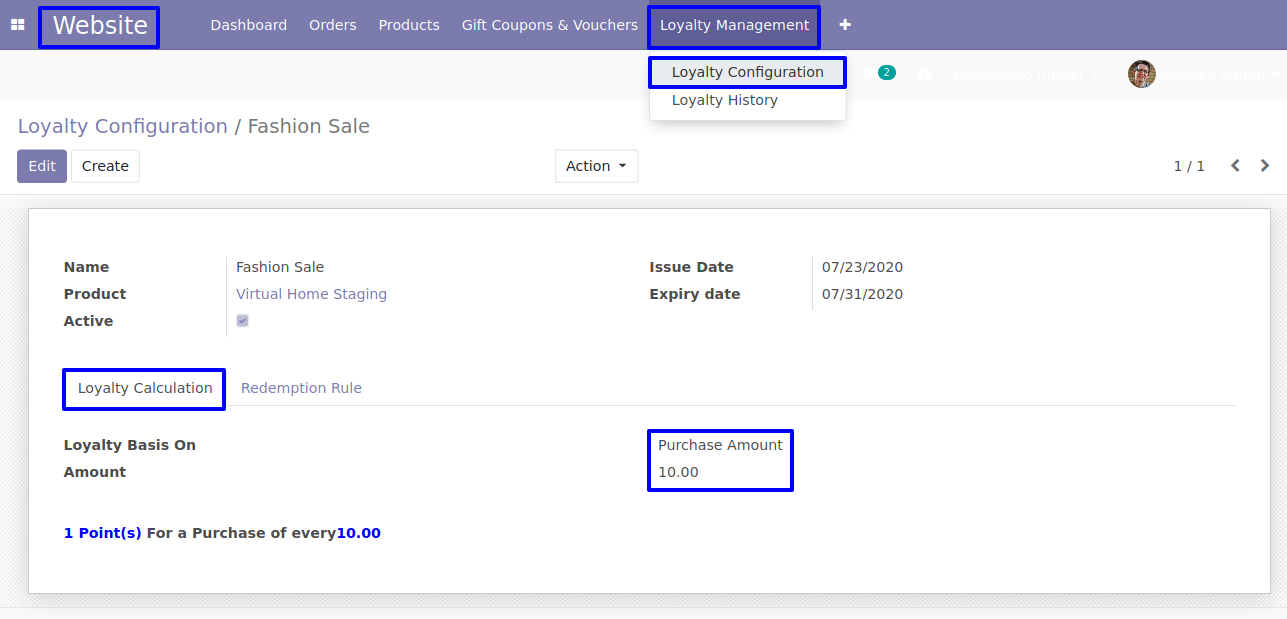 Website Dashboard Orders Products Gift Coupons & Vouchers Loyalty Management
Loyalty Configuration 2 Mitchell Admin
Loyalty History
Loyalty Configuration / Fashion Sale
Edit Create Action 1 / 1
Name Fashion Sale Issue Date 07/23/2020
Product Virtual Home Staging Expiry date 07/31/2020
Active
Loyalty Calculation Redemption Rule
Loyalty Basis On Purchase Amount
Amount 10.00
1 Point(s) For a Purchase of every10.00